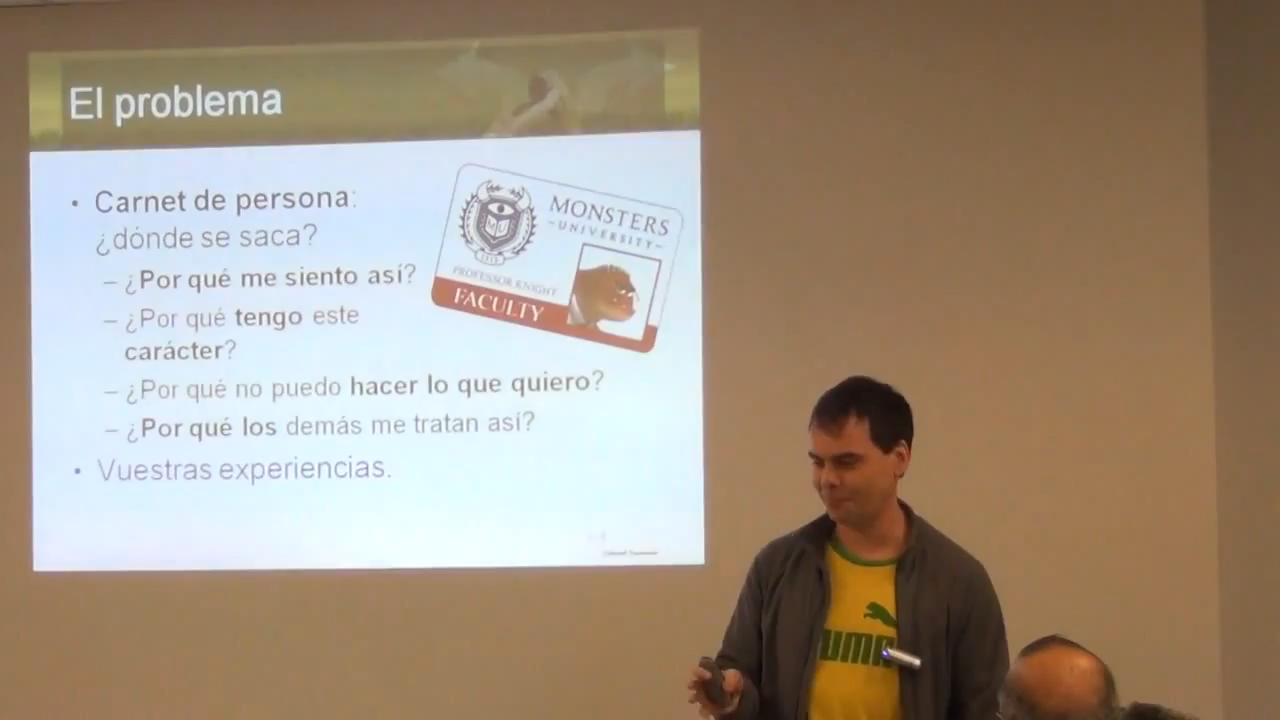 El problema
• Carnet de persona:
¿dónde se saca?
– ¿Por qué me siento así?
– ¿Por qué tengo este
carácter?
– ¿Por qué no puedo hacer lo que quiero?
– ¿Por qué los demás me tratan así?
• Vuestras experiencias.
MONSTERS
-UNIVERSITY-
MU
PROFESSOR KNIGHT
FACULTY
PUMA